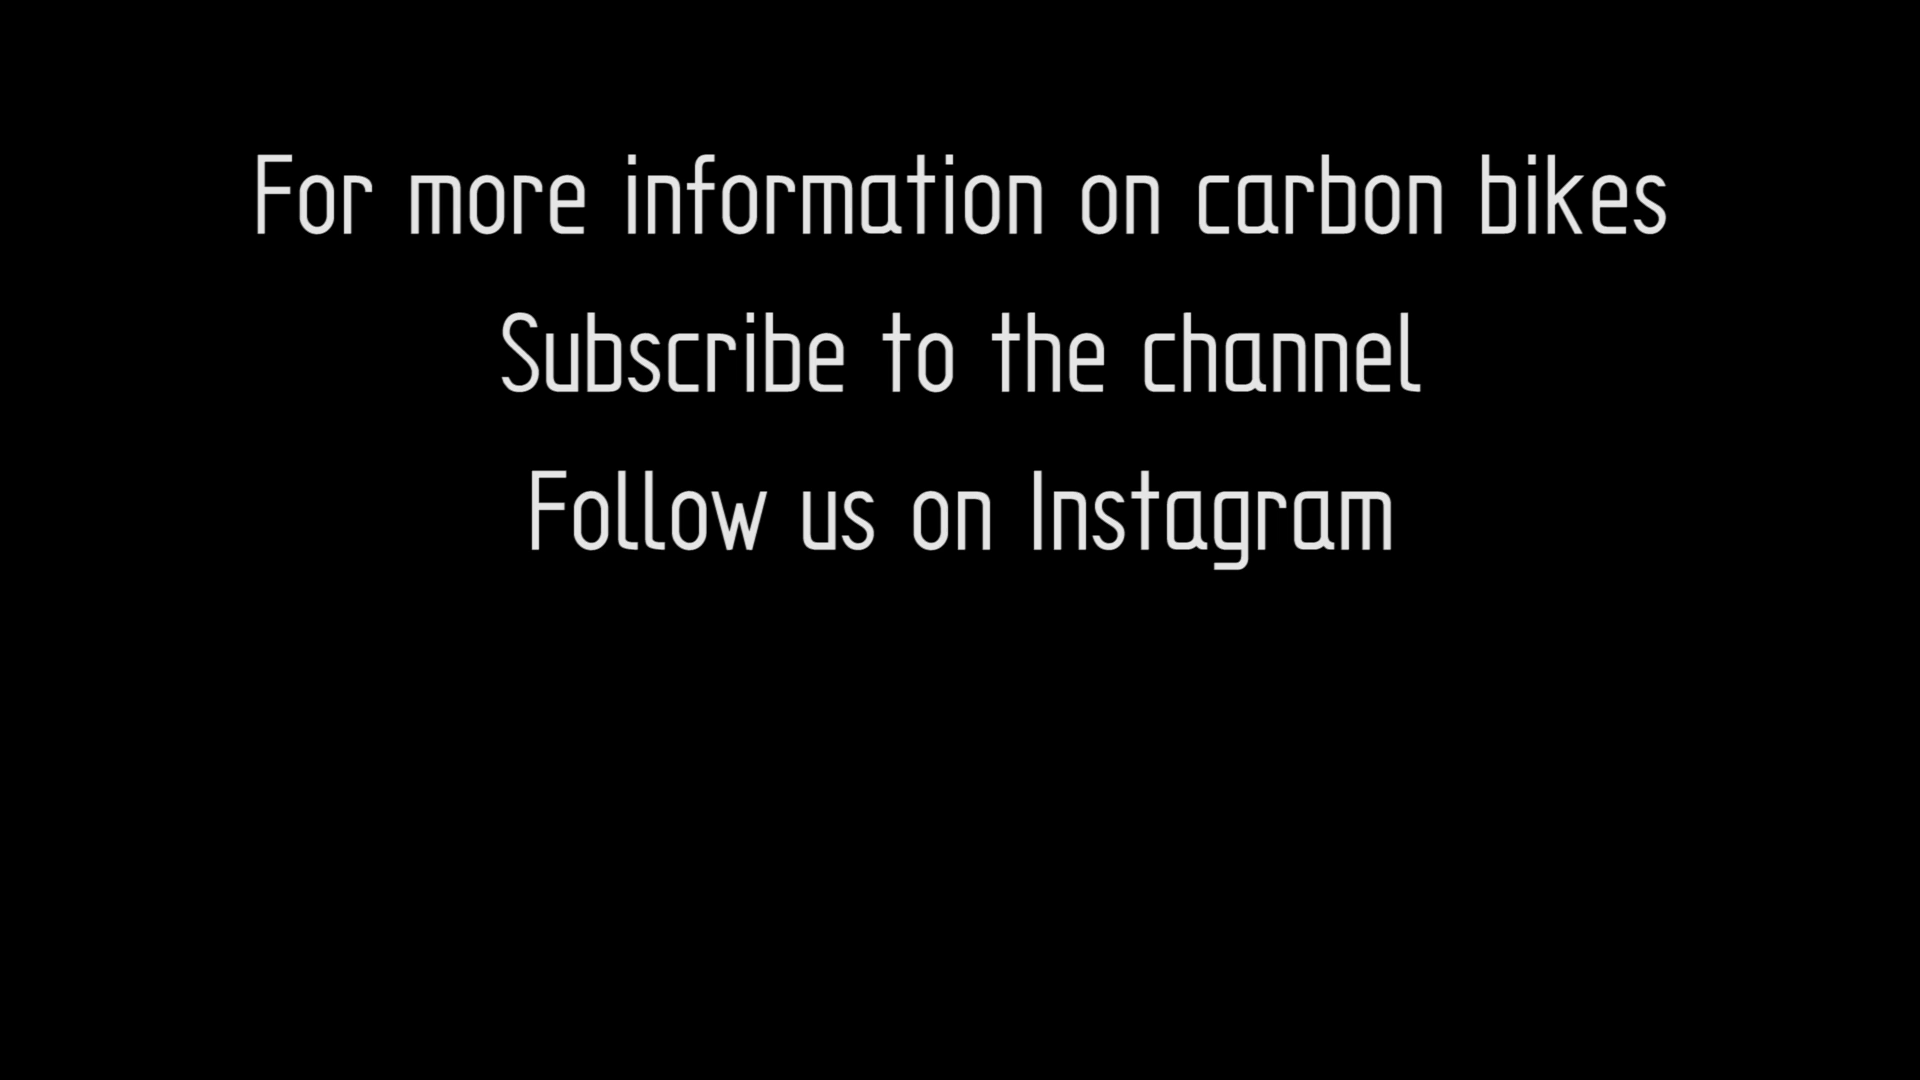 For more information on carbon bikes
Subscribe to the channel
Follow us on Instagram